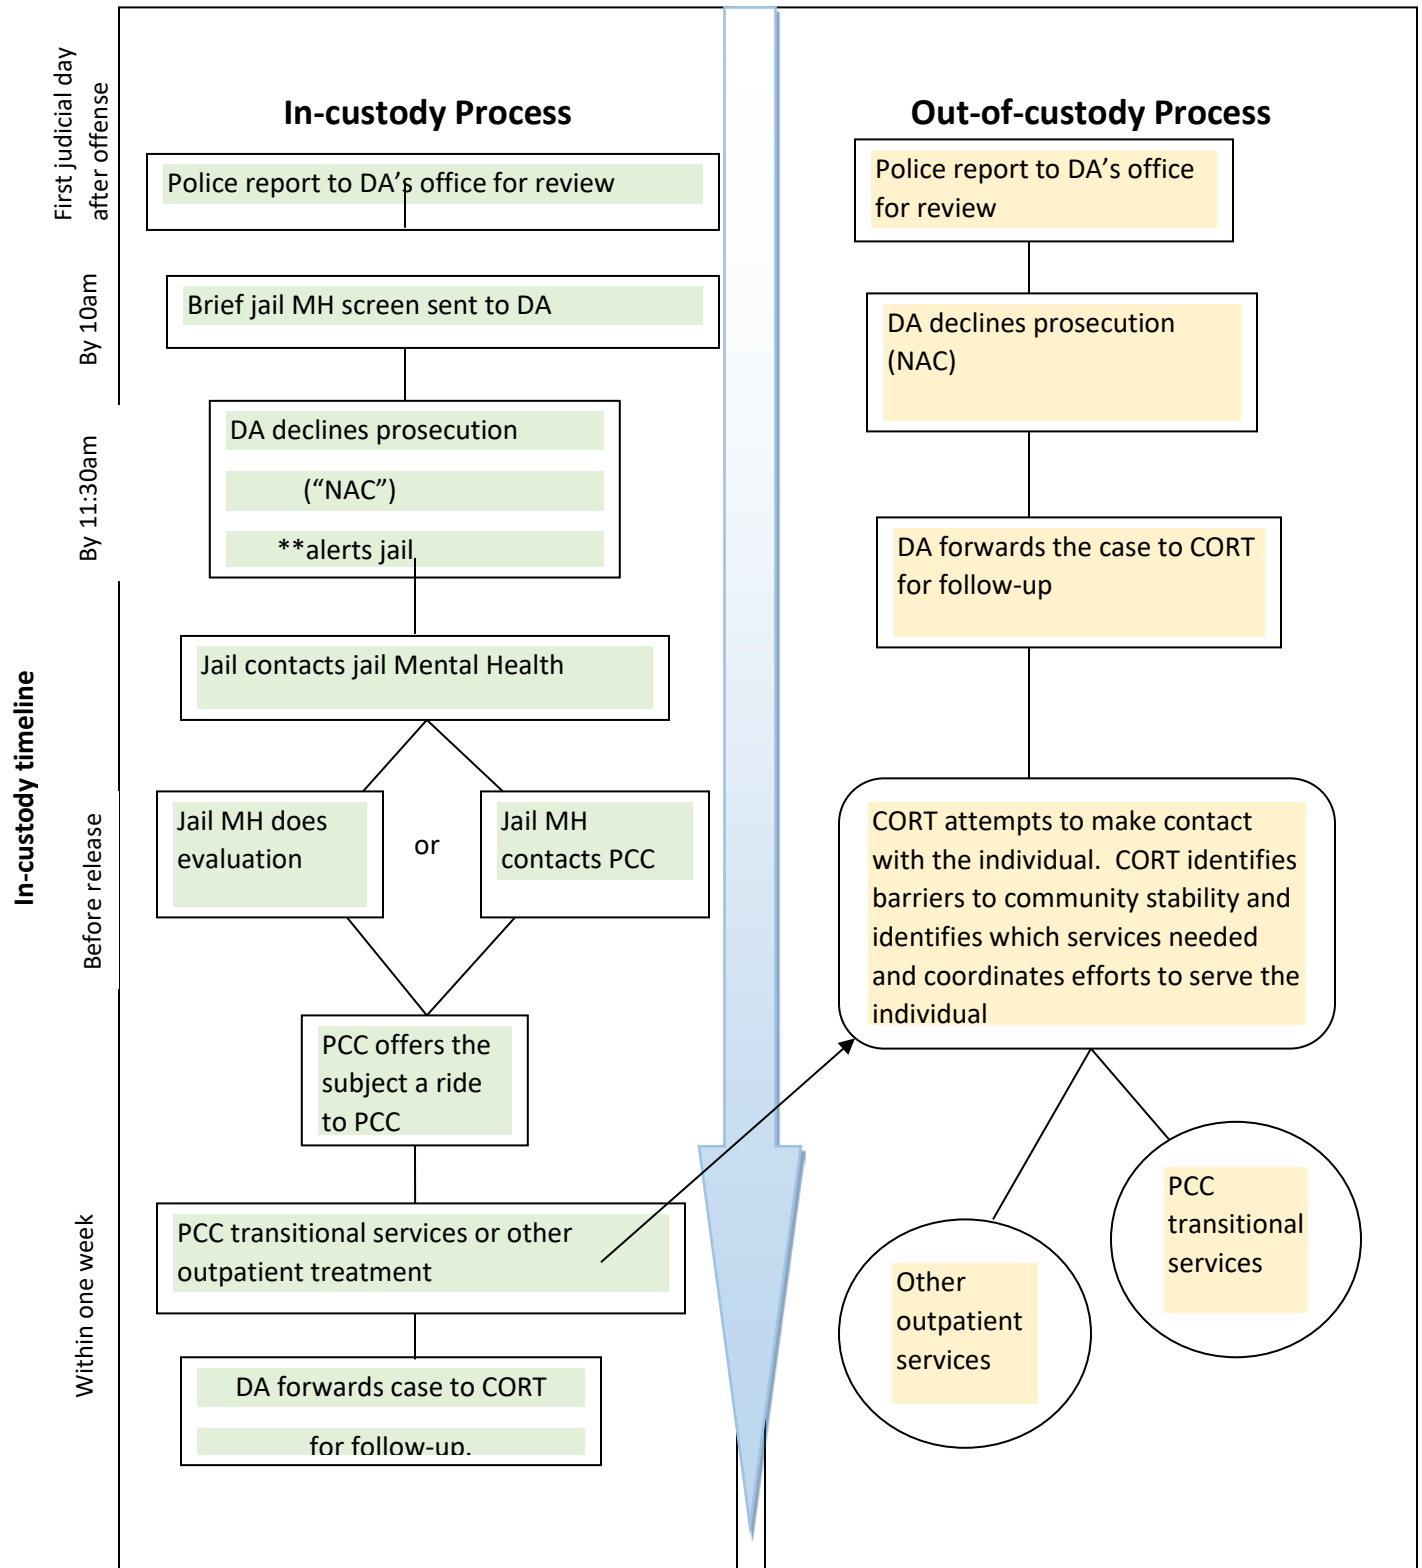 In-custody timeline
First judicial day
after offense
By 10am
By 11:30am
Before release
Within one week
In-custody Process
Police report to DA's office for review
Brief jail MH screen sent to DA
DA declines prosecution
("NAC")
**alerts jail
Jail contacts jail Mental Health
Jail MH does
evaluation
or
Jail MH
contacts PCC
PCC offers the
subject a ride
to PCC
PCC transitional services or other
outpatient treatment
DA forwards case to CORT
for follow-up.
Out-of-custody Process
Police report to DA's office
for review
DA declines prosecution
(NAC)
DA forwards the case to CORT
for follow-up
CORT attempts to make contact
with the individual.  CORT identifies
barriers to community stability and
identifies which services needed
and coordinates efforts to serve the
individual
Other
outpatient
services
PCC
transitional
services